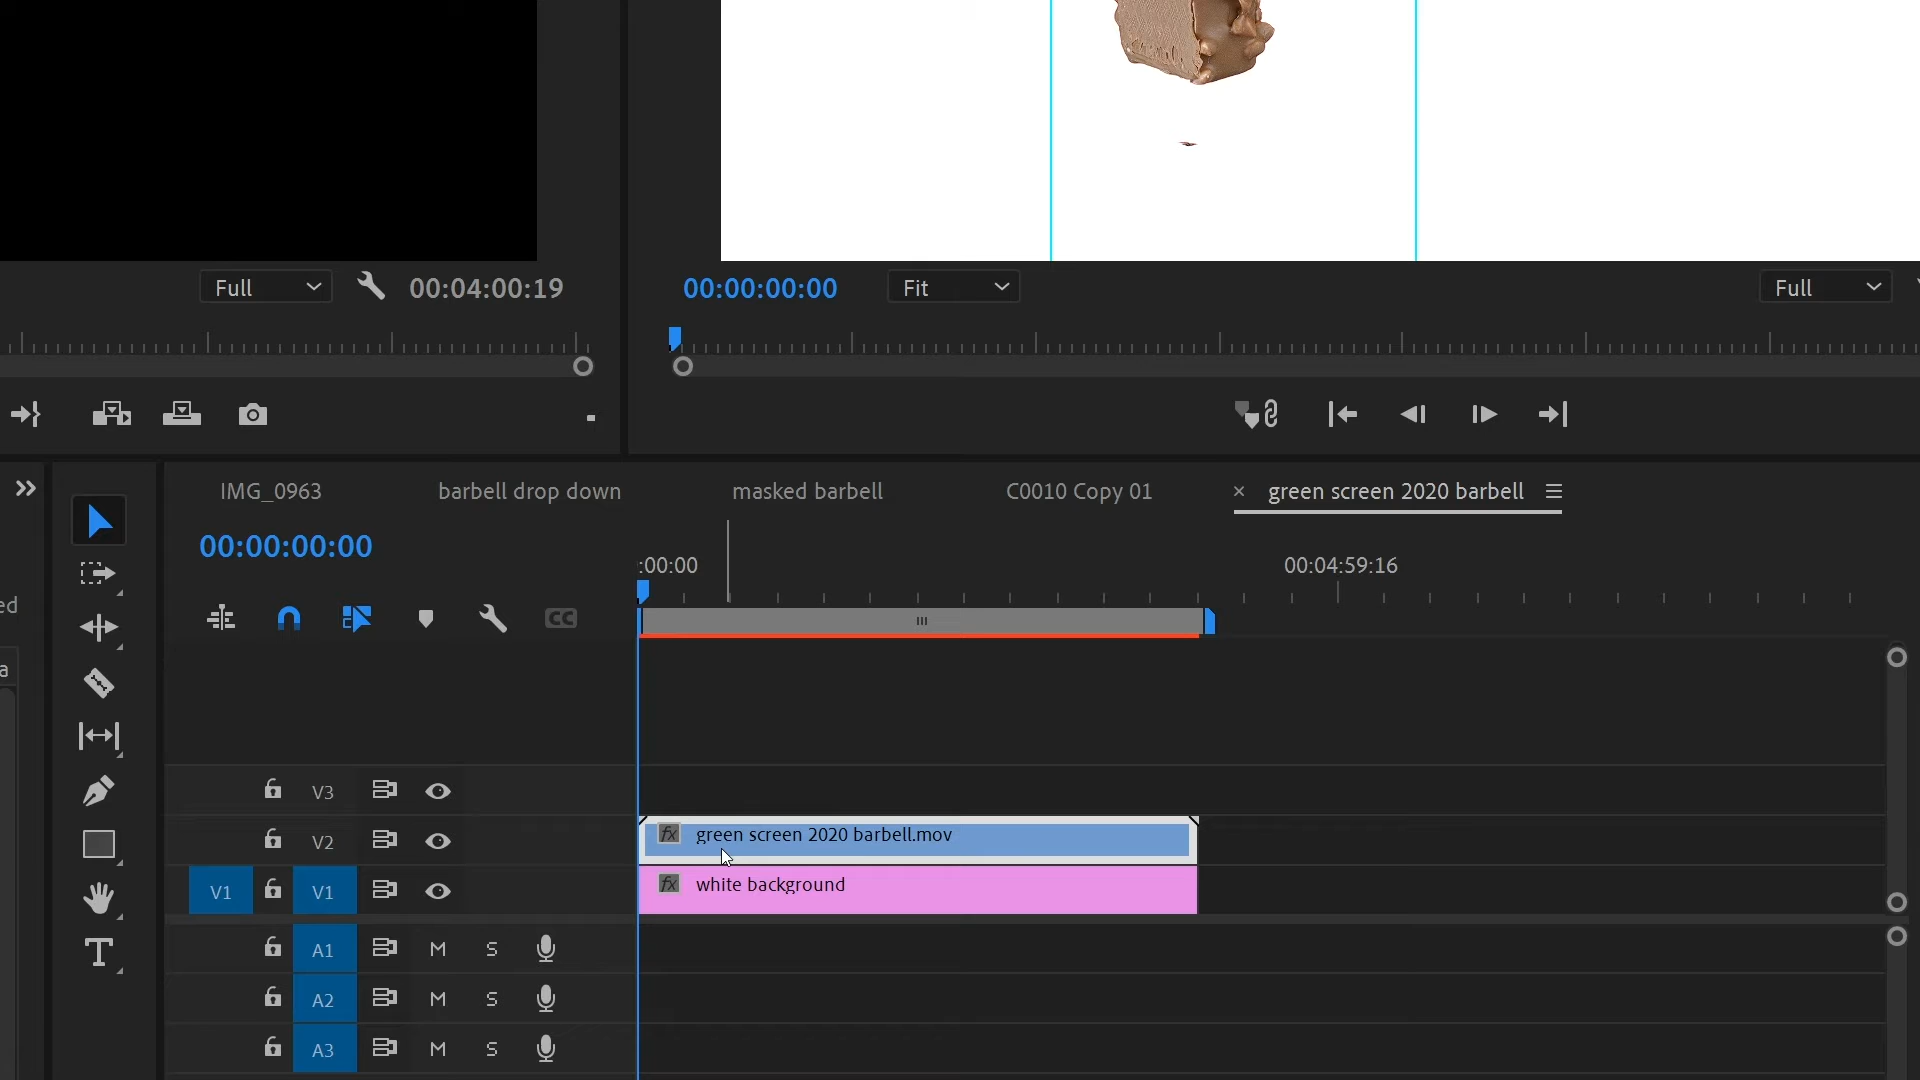 Full
00:04:00:19
00:00:00:00
Fit
Full
IMG_0963
barbell drop down
masked barbell
C0010 Copy 01
× green screen 2020 barbell
00:00:00:00
:00:00
00:04:59:16
ed
CC
a
V3
V2
fx green screen 2020 barbell.mov
V1
V1
fx white background
A1 M S
A2 M S
A3 M S